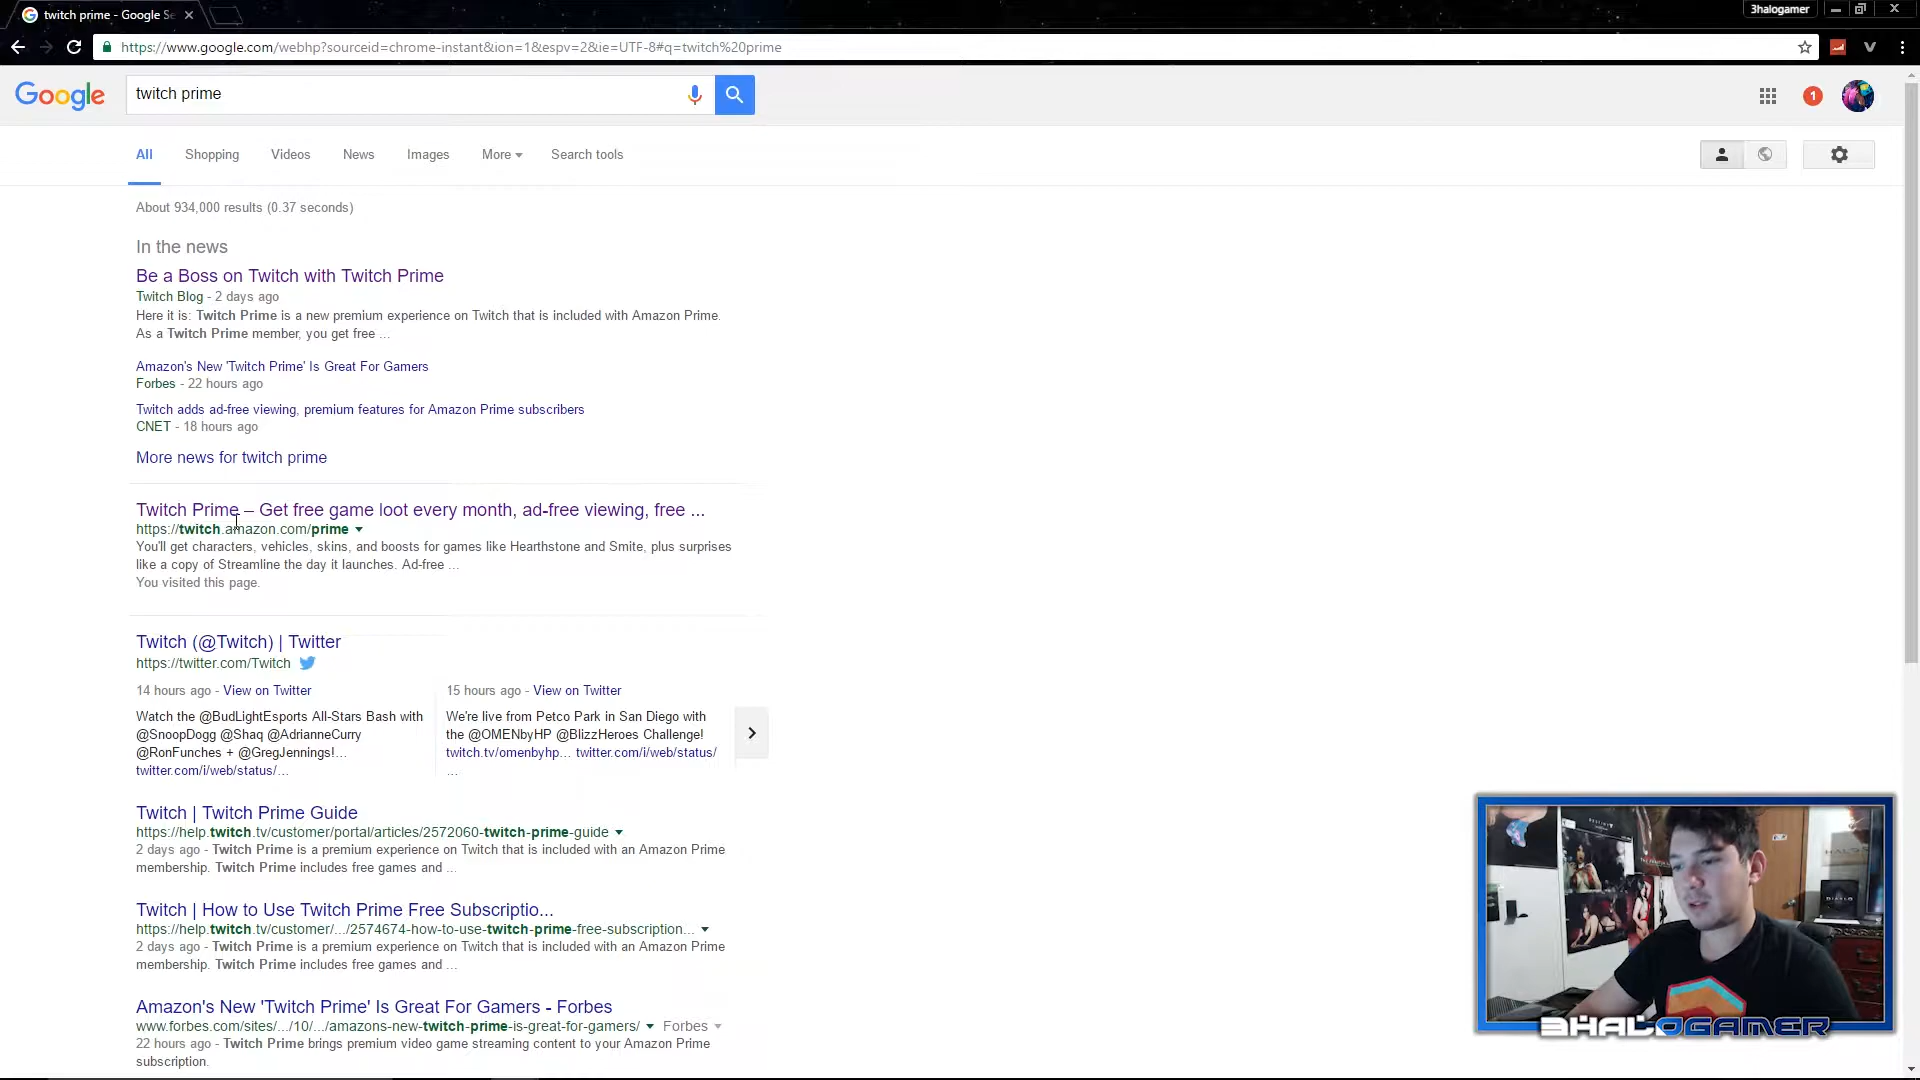 twitch prime - Google Se
3halogamer
https://www.google.com/webhp?sourceid=chrome-instant&ion=1&espv=2&ie=UTF-8#q=twitch%20prime
Google
twitch prime
1
All
Shopping
Videos
News
Images
More
Search tools
About 934,000 results (0.37 seconds)
In the news
Be a Boss on Twitch with Twitch Prime
Twitch Blog - 2 days ago
Here it is: Twitch Prime is a new premium experience on Twitch that is included with Amazon Prime.
As a Twitch Prime member, you get free ...
Amazon's New 'Twitch Prime' Is Great For Gamers
Forbes - 22 hours ago
Twitch adds ad-free viewing, premium features for Amazon Prime subscribers
CNET - 18 hours ago
More news for twitch prime
Twitch Prime – Get free game loot every month, ad-free viewing, free ...
https://twitch.amazon.com/prime
You'll get characters, vehicles, skins, and boosts for games like Hearthstone and Smite, plus surprises
like a copy of Streamline the day it launches. Ad-free ...
You visited this page.
Twitch (@Twitch) | Twitter
https://twitter.com/Twitch
14 hours ago - View on Twitter
Watch the @BudLightEsports All-Stars Bash with
@SnoopDogg @Shaq @AdrianneCurry
@RonFunches + @GregJennings!...
twitter.com/i/web/status/...
15 hours ago - View on Twitter
We're live from Petco Park in San Diego with
the @OMENbyHP @BlizzHeroes Challenge!
twitch.tv/omenbyhp... twitter.com/i/web/status/
...
Twitch | Twitch Prime Guide
https://help.twitch.tv/customer/portal/articles/2572060-twitch-prime-guide
2 days ago - Twitch Prime is a premium experience on Twitch that is included with an Amazon Prime
membership. Twitch Prime includes free games and ...
Twitch | How to Use Twitch Prime Free Subscriptio...
https://help.twitch.tv/customer/.../2574674-how-to-use-twitch-prime-free-subscription...
2 days ago - Twitch Prime is a premium experience on Twitch that is included with an Amazon Prime
membership. Twitch Prime includes free games and ...
Amazon's New 'Twitch Prime' Is Great For Gamers - Forbes
www.forbes.com/sites/.../10/.../amazons-new-twitch-prime-is-great-for-gamers/ Forbes
22 hours ago - Twitch Prime brings premium video game streaming content to your Amazon Prime
subscription.
DIABLO
3HALOGAMER